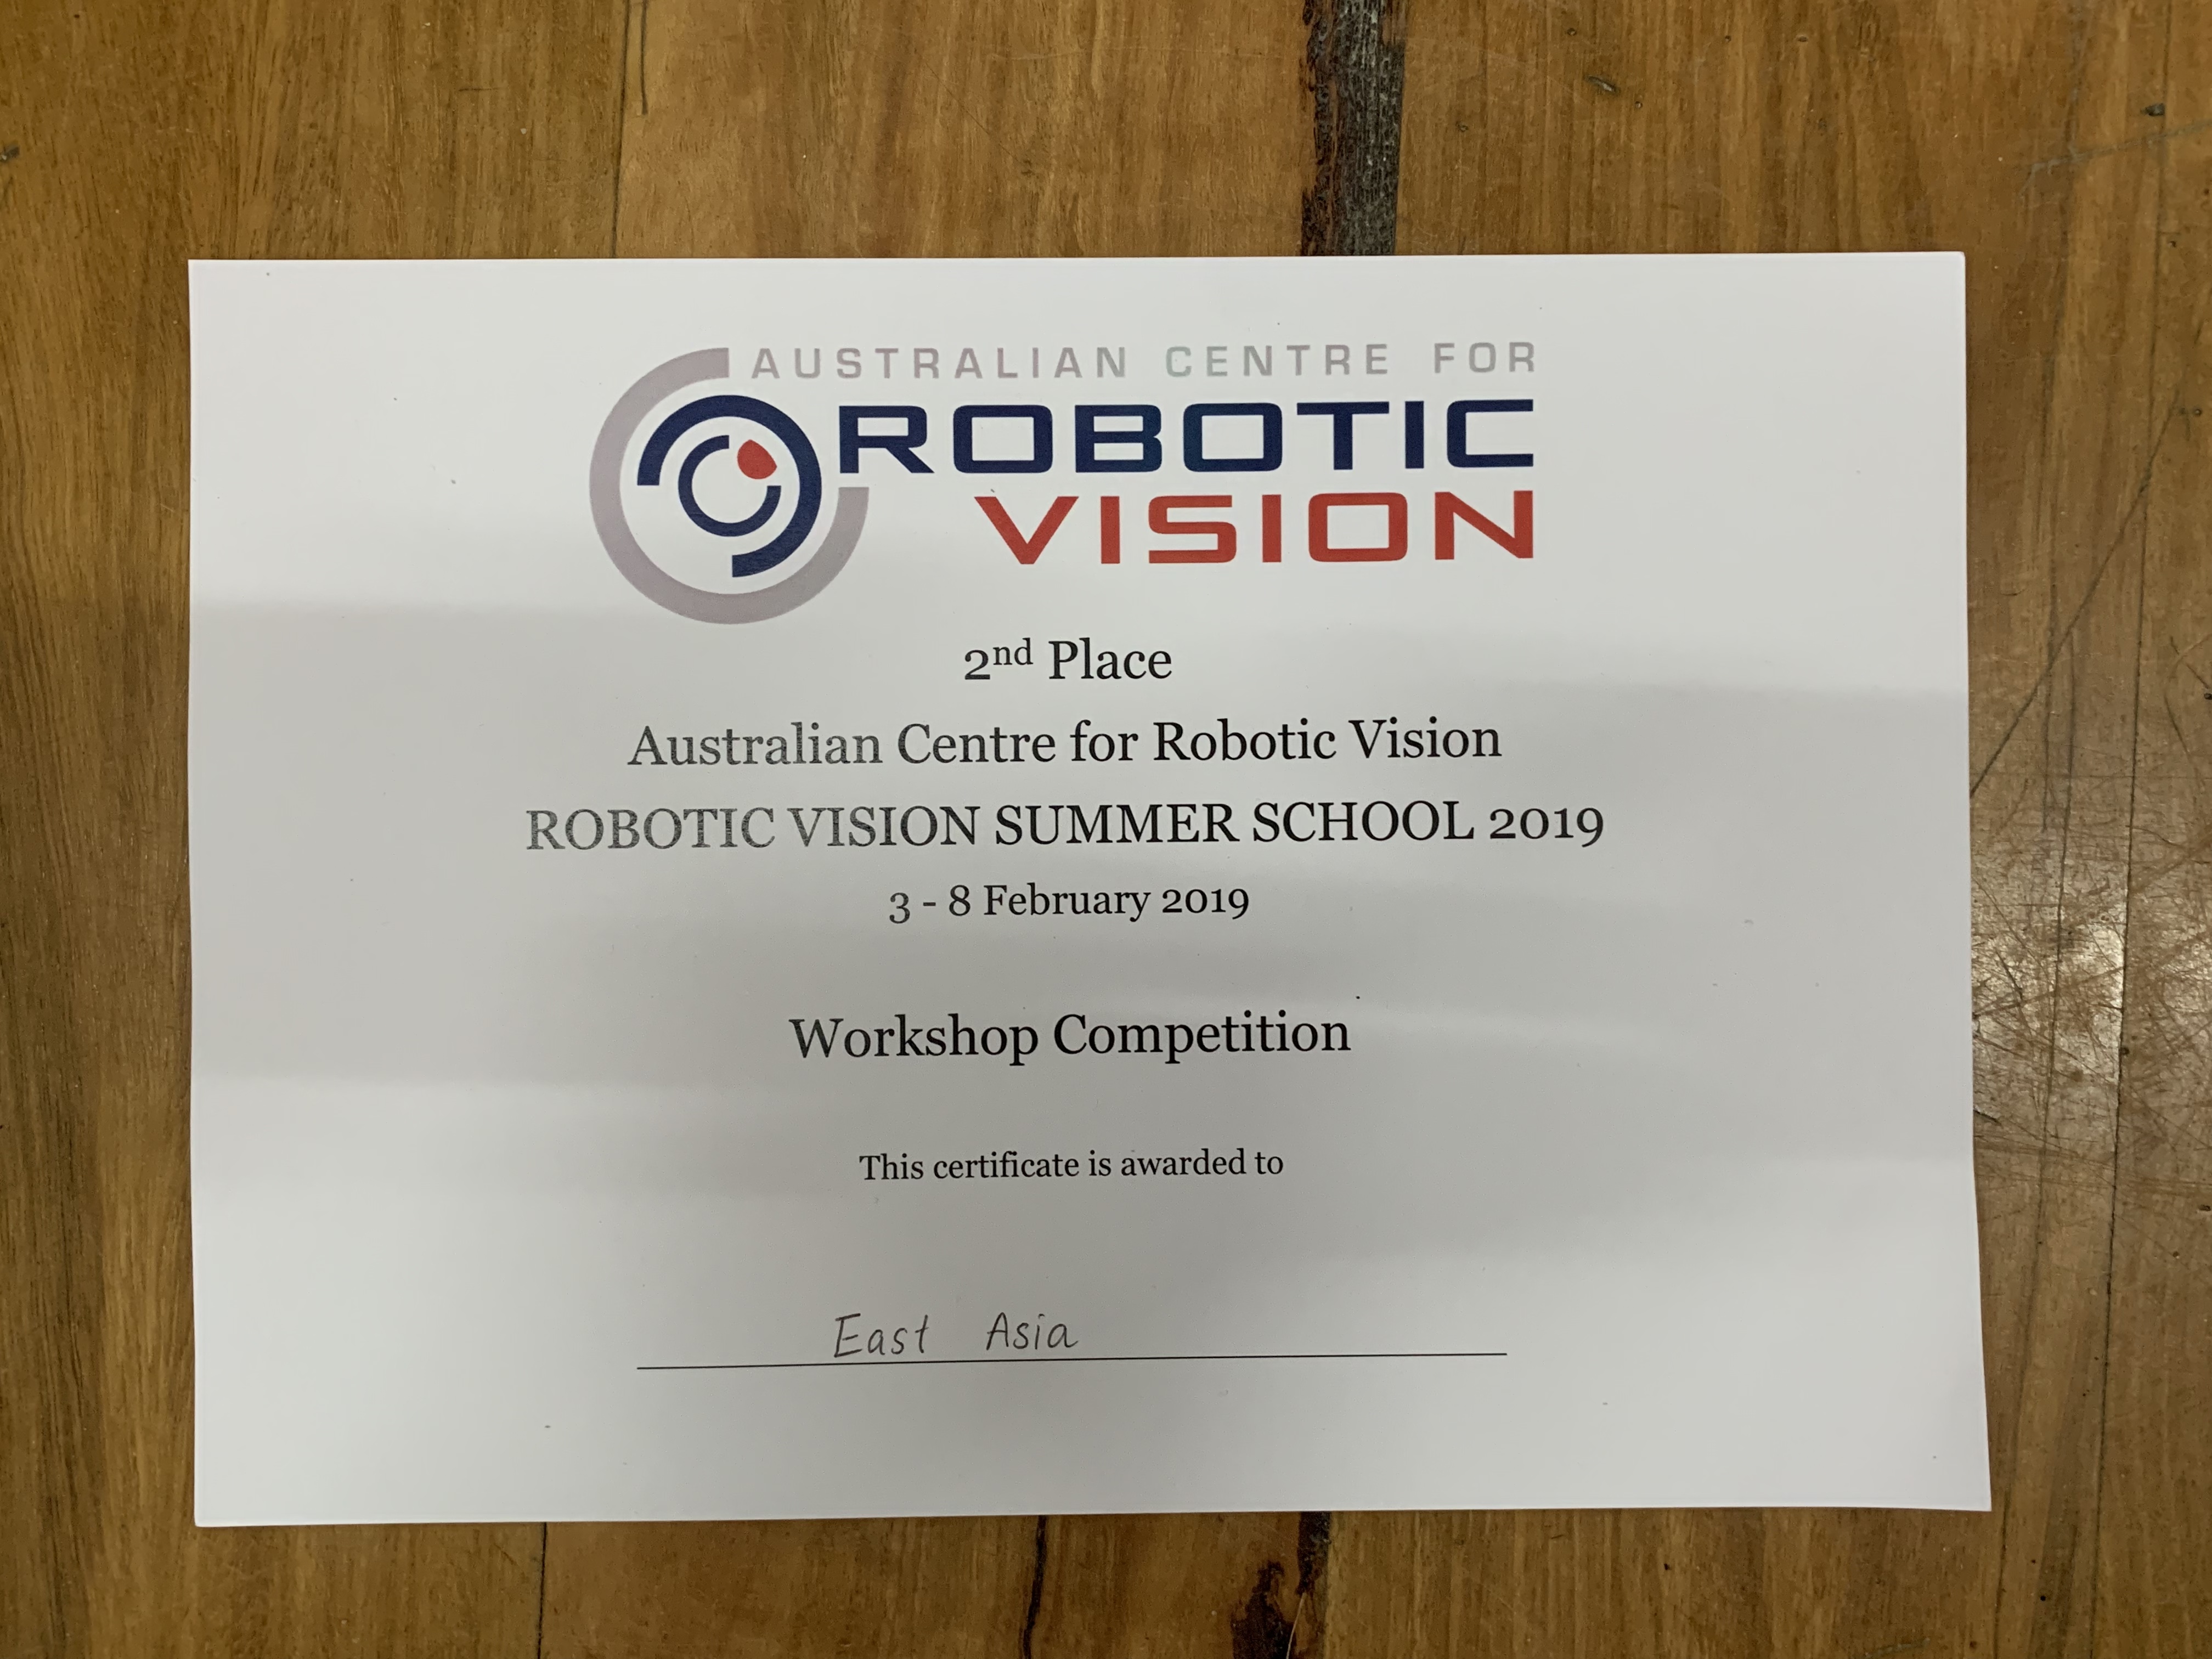 AUSTRALIAN CENTRE FOR
ROBOTIC
VISION
2nd Place
Australian Centre for Robotic Vision
ROBOTIC VISION SUMMER SCHOOL 2019
3 - 8 February 2019
Workshop Competition
This certificate is awarded to
East Asia